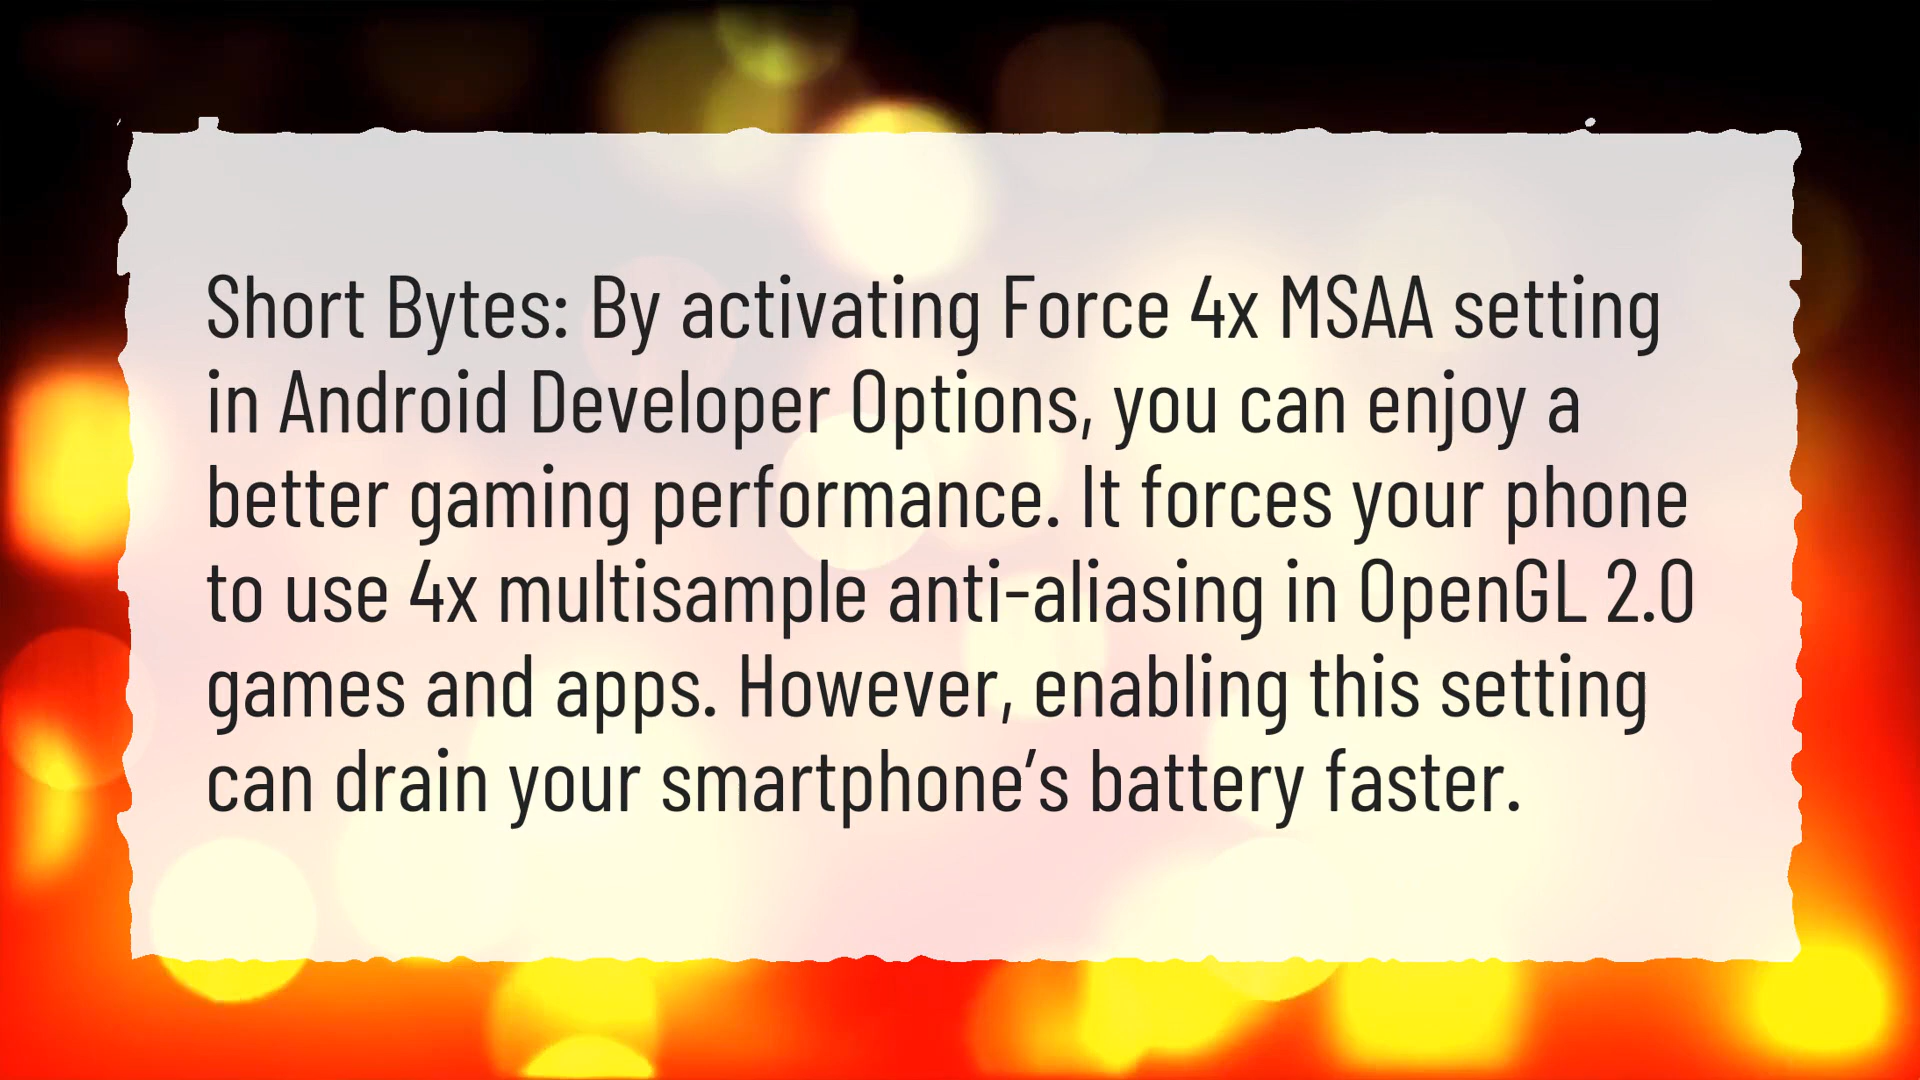 Short Bytes: By activating Force 4x MSAA setting
in Android Developer Options, you can enjoy a
better gaming performance. It forces your phone
to use 4x multisample anti-aliasing in OpenGL 2.0
games and apps. However, enabling this setting
can drain your smartphone’s battery faster.